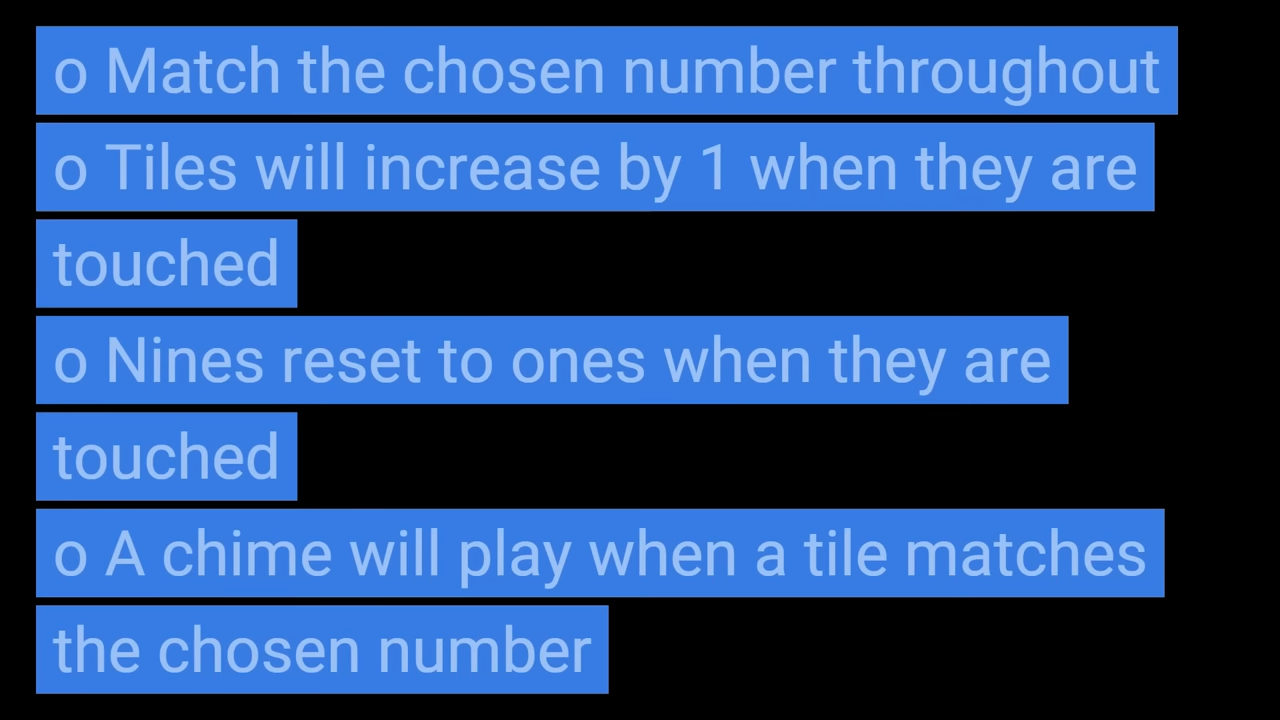 o Match the chosen number throughout
o Tiles will increase by 1 when they are
touched
o Nines reset to ones when they are
touched
o A chime will play when a tile matches
the chosen number